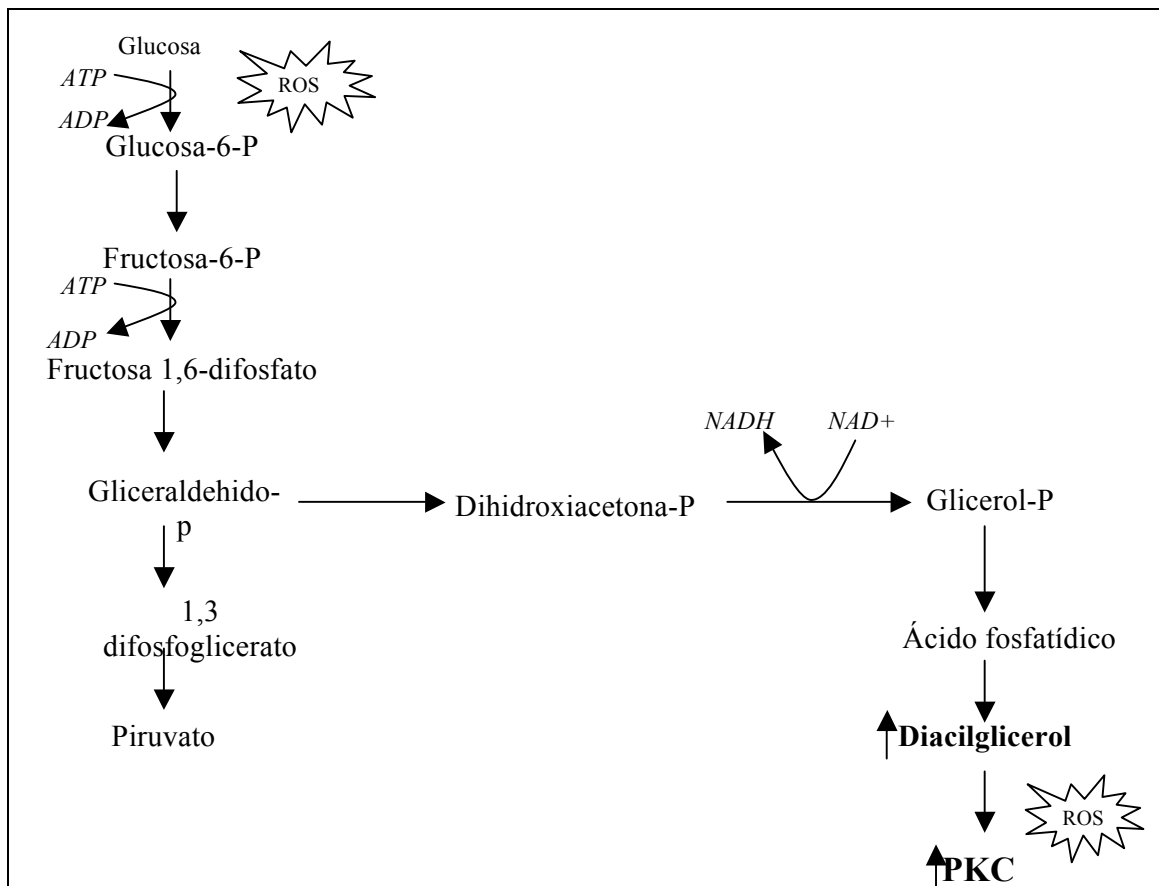 Glucosa
ATP
ROS
ADP
Glucosa-6-P
Fructosa-6-P
ATP
ADP
Fructosa 1,6-difosfato
NADH
NAD+
Gliceraldehido-
p
Dihidroxiacetona-P
Glicerol-P
1,3
difosfoglicerato
Ácido fosfatídico
Piruvato
Diacilglicerol
ROS
PKC